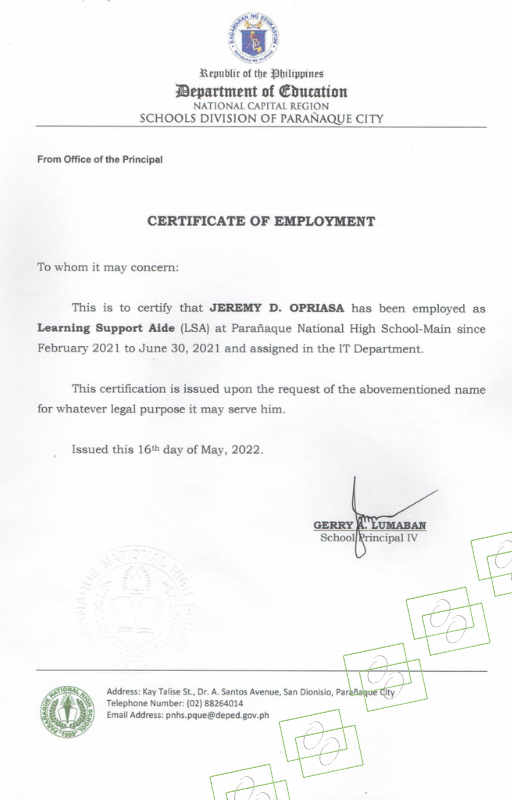 KAGAWARAN NG EDUKASYON
Republic of the Philippines
Department of Education
NATIONAL CAPITAL REGION
SCHOOLS DIVISION OF PARAÑAQUE CITY
From Office of the Principal
CERTIFICATE OF EMPLOYMENT
To whom it may concern:
This is to certify that JEREMY D. OPRIASA has been employed as
Learning Support Aide (LSA) at Parañaque National High School-Main since
February 2021 to June 30, 2021 and assigned in the IT Department.
This certification is issued upon the request of the abovementioned name
for whatever legal purpose it may serve him.
Issued this 16th day of May, 2022.
GERRY A. LUMABAN
School Principal IV
PARAÑAQUE NATIONAL HIGH
PARAÑAQUE NATIONAL HIGH SCHOOL
Address: Kay Talise St., Dr. A. Santos Avenue, San Dionisio, Parañaque City
Telephone Number: (02) 88264014
Email Address: pnhs.pque@deped.gov.ph